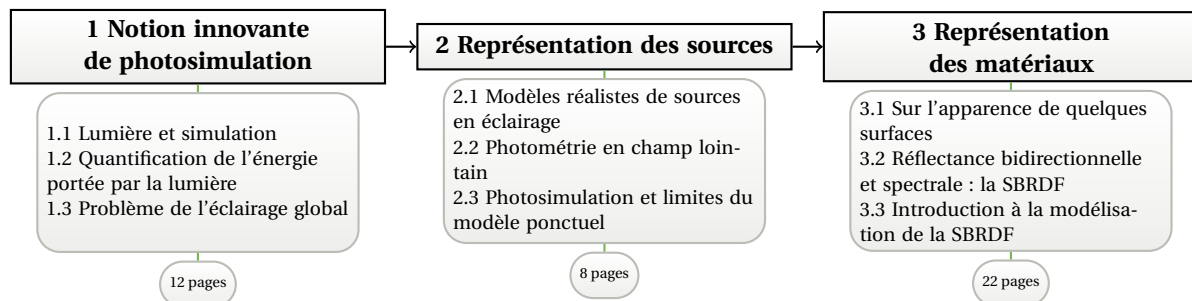 1 Notion innovante
de photosimulation
1.1 Lumière et simulation
1.2 Quantification de l'énergie
portée par la lumière
1.3 Problème de l'éclairage global
12 pages
2 Représentation des sources
2.1 Modèles réalistes de sources
en éclairage
2.2 Photométrie en champ loin-
tain
2.3 Photosimulation et limites du
modèle ponctuel
8 pages
3 Représentation
des matériaux
3.1 Sur l'apparence de quelques
surfaces
3.2 Réflectance bidirectionnelle
et spectrale : la SBRDF
3.3 Introduction à la modélisa-
tion de la SBRDF
22 pages